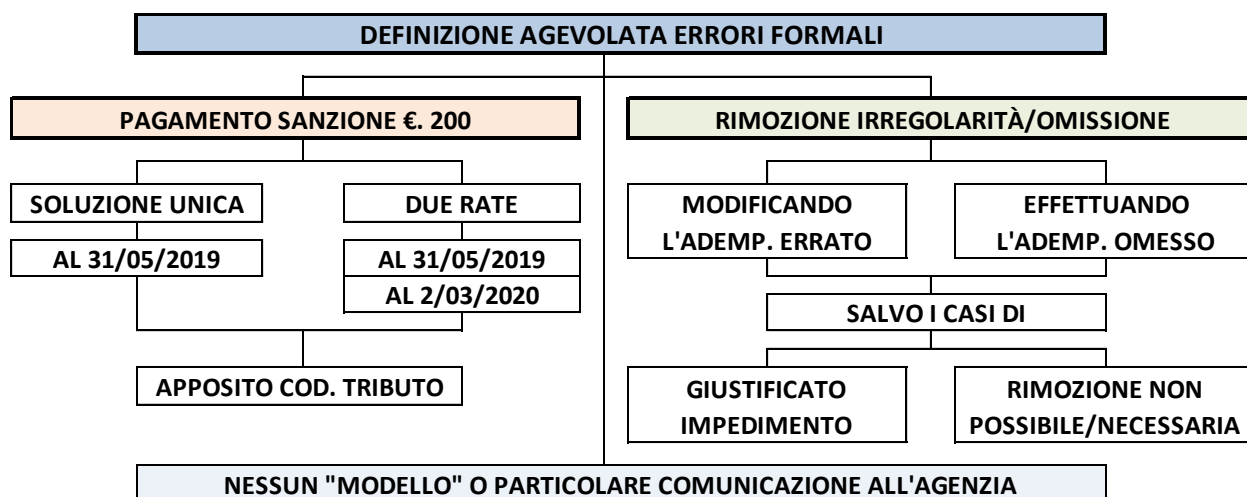 DEFINIZIONE AGEVOLATA ERRORI FORMALI
PAGAMENTO SANZIONE €. 200
SOLUZIONE UNICA
AL 31/05/2019
DUE RATE
AL 31/05/2019
AL 2/03/2020
APPOSITO COD. TRIBUTO
RIMOZIONE IRREGOLARITÀ/OMISSIONE
MODIFICANDO
L'ADEMP. ERRATO
EFFETTUANDO
L'ADEMP. OMESSO
SALVO I CASI DI
GIUSTIFICATO
IMPEDIMENTO
RIMOZIONE NON
POSSIBILE/NECESSARIA
NESSUN "MODELLO" O PARTICOLARE COMUNICAZIONE ALL'AGENZIA